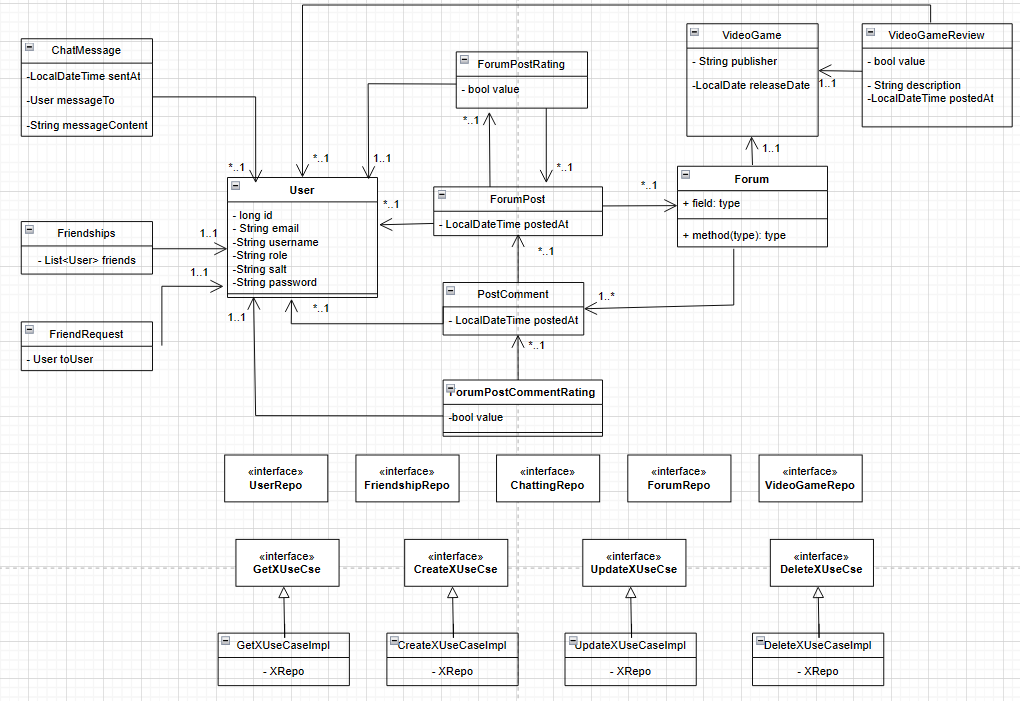 ChatMessage
-LocalDateTime sentAt
-User messageTo
-String messageContent
ForumPostRating
- bool value
VideoGame
- String publisher
-LocalDate releaseDate
VideoGameReview
- bool value
- String description
-LocalDateTime postedAt
1..1
*..1
*..1
*..1
1..1
*..1
1..1
User
- long id
- String email
-String username
-String role
-String salt
-String password
*..1
ForumPost
- LocalDateTime postedAt
*..1
Forum
+ field: type
+ method(type): type
Friendships
- List<User> friends
1..1
1..1
*..1
1..1
*..1
PostComment
- LocalDateTime postedAt
1..*
FriendRequest
- User toUser
*..1
ForumPostCommentRating
-bool value
«interface»
UserRepo
«interface»
FriendshipRepo
«interface»
ChattingRepo
«interface»
ForumRepo
«interface»
VideoGameRepo
«interface»
GetXUseCse
«interface»
CreateXUseCse
«interface»
UpdateXUseCse
«interface»
DeleteXUseCse
GetXUseCaseImpl
- XRepo
CreateXUseCaseImpl
- XRepo
UpdateXUseCaseImpl
- XRepo
DeleteXUseCaseImpl
- XRepo